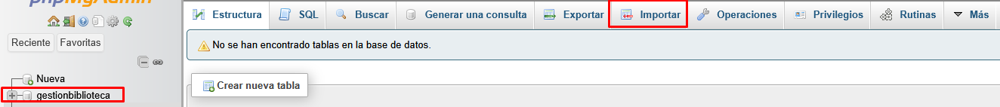 phpMyAdmin
Reciente Favoritas
Nueva
gestionbiblioteca
Estructura SQL Buscar Generar una consulta Exportar Importar Operaciones Privilegios Rutinas Más
No se han encontrado tablas en la base de datos.
Crear nueva tabla